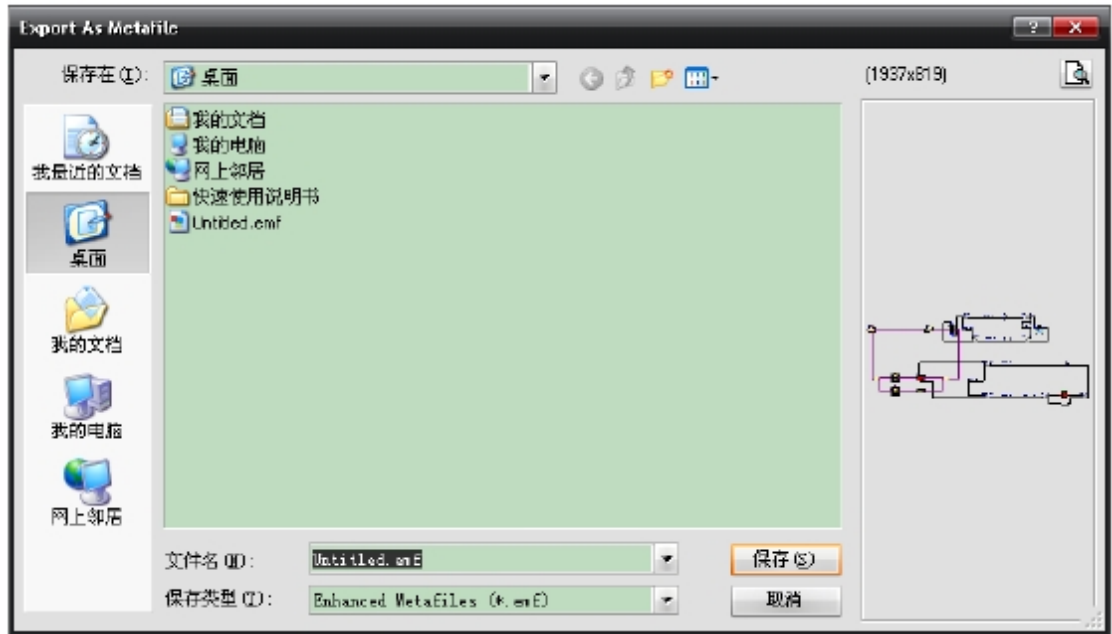 Export As Metafile
保存在(I):
桌面
(1937x819)
我最近的文档
桌面
我的文档
我的电脑
网上邻居
我的文档
我的电脑
网上邻居
快速使用说明书
Untitled.emf
文件名(N):
Untitled.emf
保存(S)
保存类型(T):
Enhanced Metafiles (*.emf)
取消